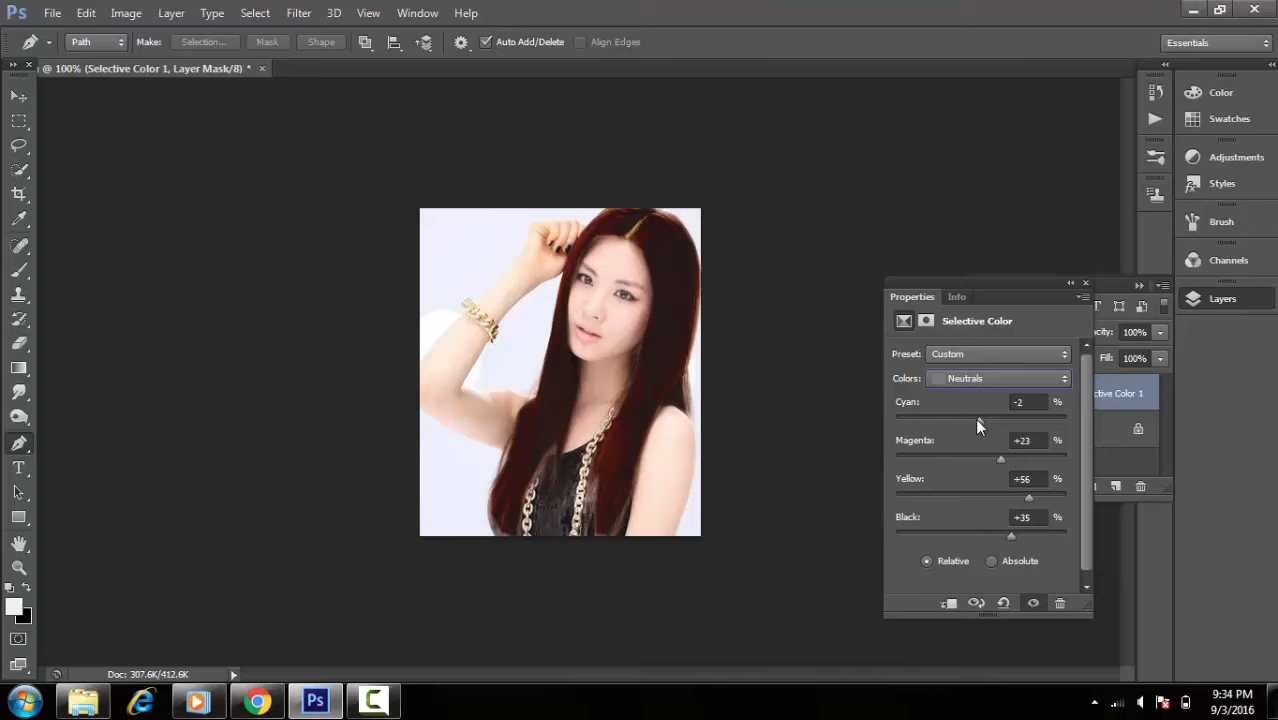 Ps File Edit Image Layer Type Select Filter 3D View Window Help
Path Make: Selection... Mask Shape Auto Add/Delete Align Edges Essentials
@ 100% (Selective Color 1, Layer Mask/8) *
Color
Swatches
Adjustments
Styles
Brush
Channels
Layers
Properties Info
Selective Color
Preset: Custom
Colors: Neutrals
Cyan: -2 %
Magenta: +23 %
Yellow: +56 %
Black: +35 %
Relative Absolute
T
pacity: 100%
Fill: 100%
ctive Color 1
T
Doc: 307.6K/412.6K
Ps
9:34 PM
9/3/2016